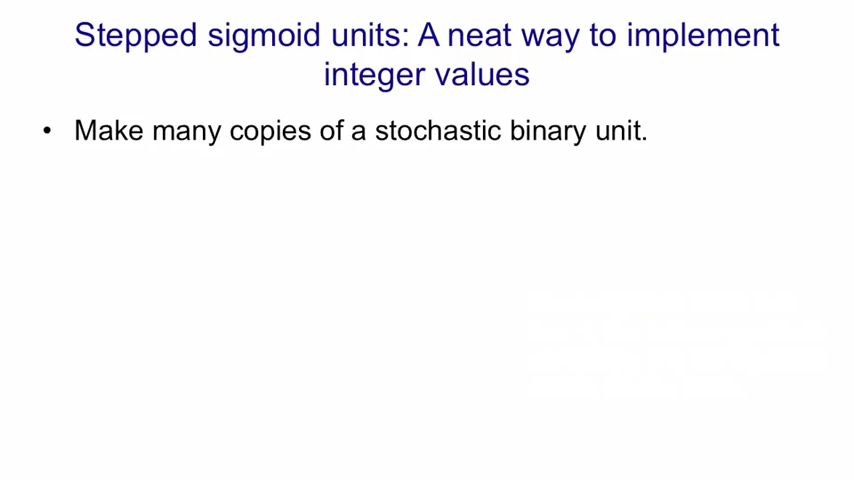 Stepped sigmoid units: A neat way to implement
integer values
• Make many copies of a stochastic binary unit.